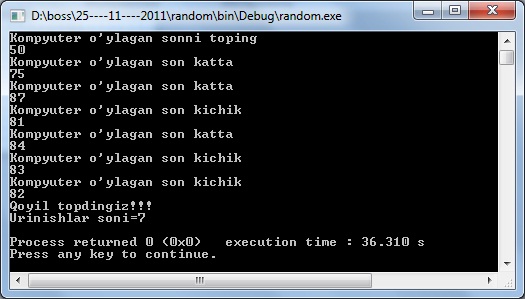 D:\boss\25----11----2011\random\bin\Debug\random.exe
Kompyuter o'ylagan sonni toping
50
Kompyuter o'ylagan son katta
75
Kompyuter o'ylagan son katta
87
Kompyuter o'ylagan son kichik
81
Kompyuter o'ylagan son katta
84
Kompyuter o'ylagan son kichik
83
Kompyuter o'ylagan son kichik
82
Qoyil topdingiz!!!
Urinishlar soni=7
Process returned 0 (0x0)   execution time : 36.310 s
Press any key to continue.